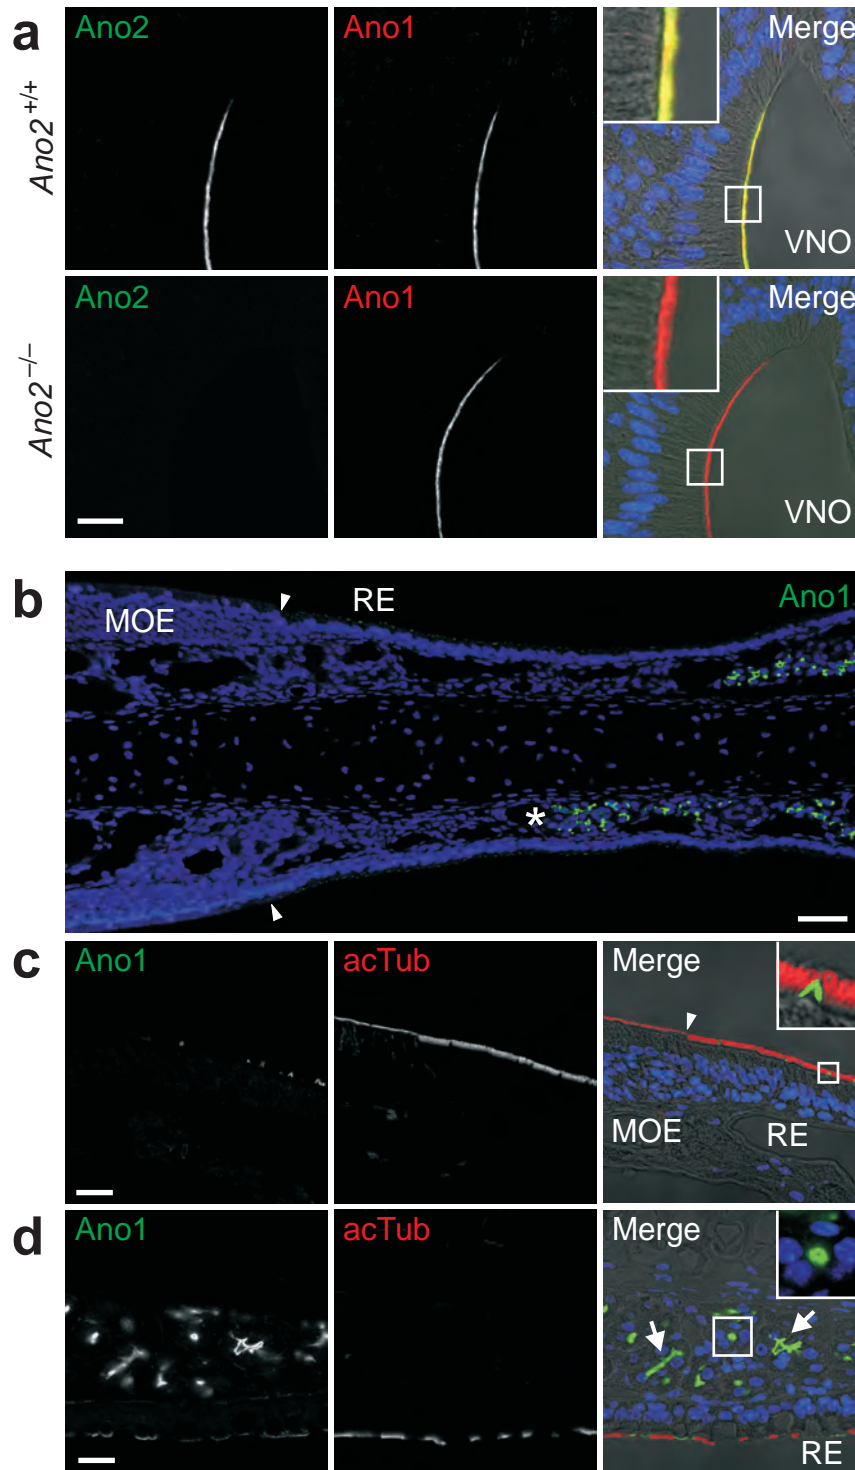 a
Ano2+/+
Ano2
Ano1
Merge
VNO
Ano2–/–
Ano2
Ano1
Merge
VNO
b
MOE
RE
Ano1
*
c
Ano1
acTub
Merge
MOE
RE
d
Ano1
acTub
Merge
RE